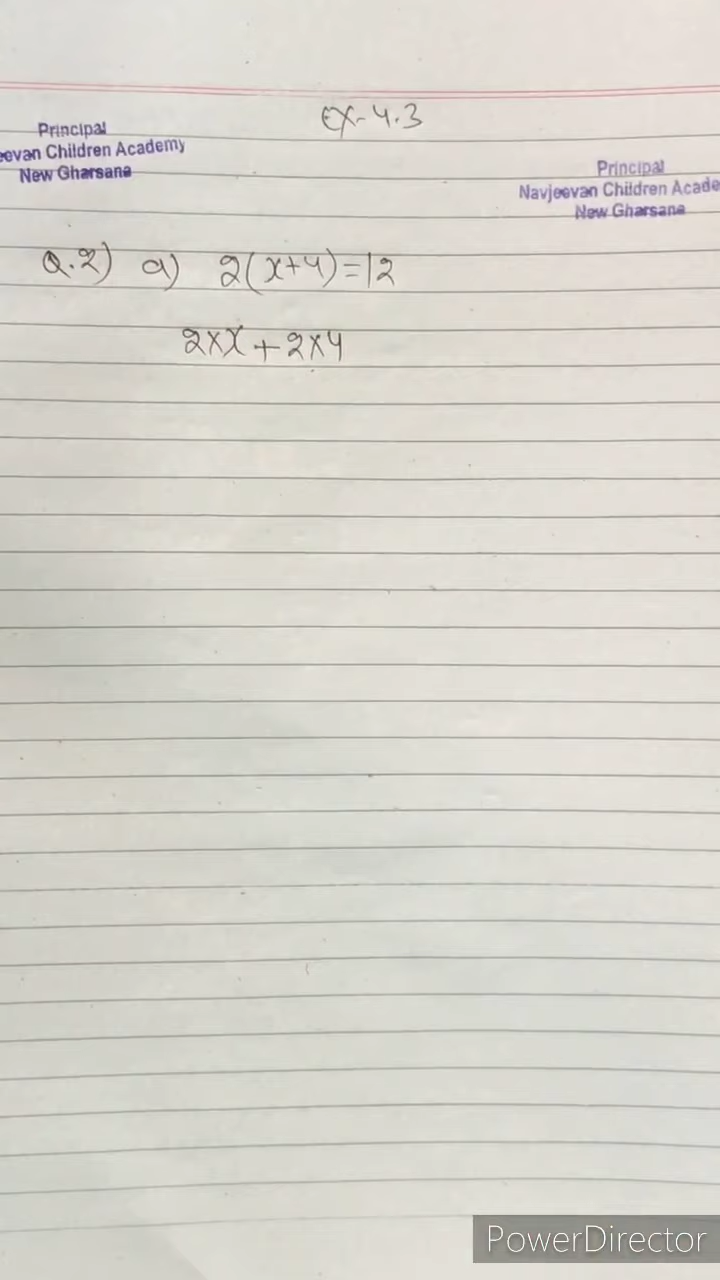 EX-4.3
Principal
eevan Children Academy
New Gharsana
Principal
Navjeevan Children Acade
New Gharsana
Q.2) a) 2(x+4)=12
2×x+2×4
PowerDirector